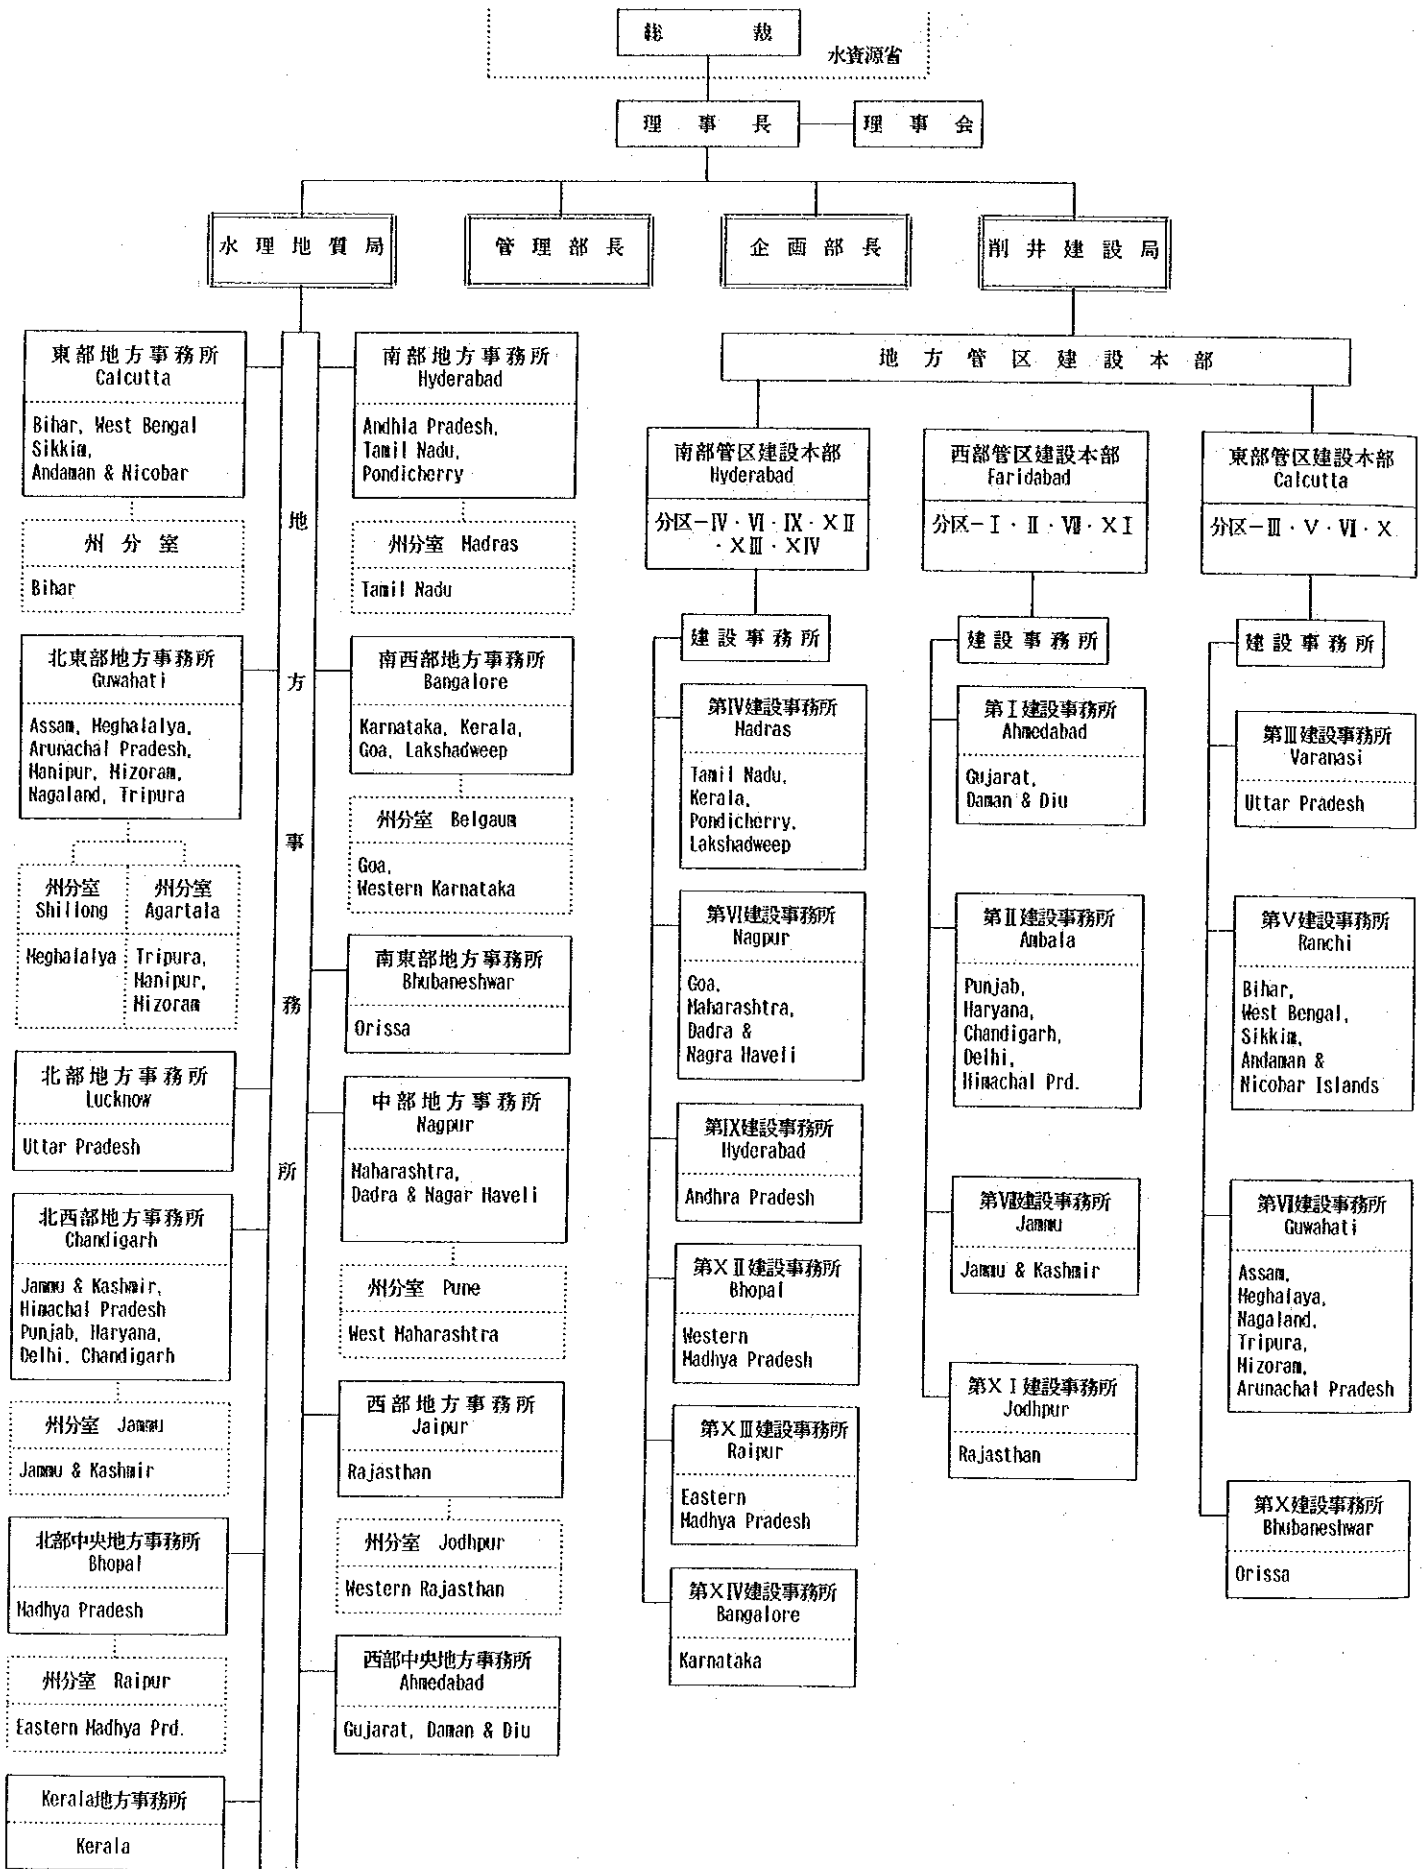 総裁
水資源省
理事長
理事会
水理地質局
管理部長
企画部長
削井建設局
地方事務所
東部地方事務所
Calcutta
Bihar, West Bengal
Sikkim,
Andaman & Nicobar
州分室
Bihar
北東部地方事務所
Guwahati
Assam, Meghalalya,
Arunachal Pradesh,
Manipur, Mizoram,
Nagaland, Tripura
州分室
Shillong
Meghalalya
州分室
Agartala
Tripura,
Manipur,
Mizoram
北部地方事務所
Lucknow
Uttar Pradesh
北西部地方事務所
Chandigarh
Jammu & Kashmir,
Himachal Pradesh
Punjab, Haryana,
Delhi, Chandigarh
州分室 Jammu
Jammu & Kashmir
北部中央地方事務所
Bhopal
Madhya Pradesh
州分室 Raipur
Eastern Madhya Prd.
Kerala地方事務所
Kerala
南部地方事務所
Hyderabad
Andhla Pradesh,
Tamil Nadu,
Pondicherry
州分室 Madras
Tamil Nadu
南西部地方事務所
Bangalore
Karnataka, Kerala,
Goa, Lakshadweep
州分室 Belgaum
Goa,
Western Karnataka
南東部地方事務所
Bhubaneshwar
Orissa
中部地方事務所
Nagpur
Maharashtra,
Dadra & Nagar Haveli
州分室 Pune
West Maharashtra
西部地方事務所
Jaipur
Rajasthan
州分室 Jodhpur
Western Rajasthan
西部中央地方事務所
Ahmedabad
Gujarat, Daman & Diu
地方管区建設本部
南部管区建設本部
Hyderabad
分区－Ⅳ・Ⅵ・Ⅸ・ⅩⅡ
・ⅩⅢ・ⅩⅣ
建設事務所
第Ⅳ建設事務所
Madras
Tamil Nadu,
Kerala,
Pondicherry,
Lakshadweep
第Ⅵ建設事務所
Nagpur
Goa,
Maharashtra,
Dadra &
Nagra Haveli
第Ⅸ建設事務所
Hyderabad
Andhra Pradesh
第ⅩⅡ建設事務所
Bhopal
Western
Madhya Pradesh
第ⅩⅢ建設事務所
Raipur
Eastern
Madhya Pradesh
第ⅩⅣ建設事務所
Bangalore
Karnataka
西部管区建設本部
Faridabad
分区－Ⅰ・Ⅱ・Ⅶ・ⅩⅠ
建設事務所
第Ⅰ建設事務所
Ahmedabad
Gujarat,
Daman & Diu
第Ⅱ建設事務所
Ambala
Punjab,
Haryana,
Chandigarh,
Delhi,
Himachal Prd.
建設事務所
Jammu
Jammu & Kashmir
第ⅩⅠ建設事務所
Jodhpur
Rajasthan
東部管区建設本部
Calcutta
分区－Ⅲ・Ⅴ・Ⅵ・Ⅹ
建設事務所
第Ⅲ建設事務所
Varanasi
Uttar Pradesh
第Ⅴ建設事務所
Ranchi
Bihar,
West Bengal,
Sikkim,
Andaman &
Nicobar Islands
第Ⅵ建設事務所
Guwahati
Assam,
Meghalaya,
Nagaland,
Tripura,
Mizoram,
Arunachal Pradesh
第Ⅹ建設事務所
Bhubaneshwar
Orissa